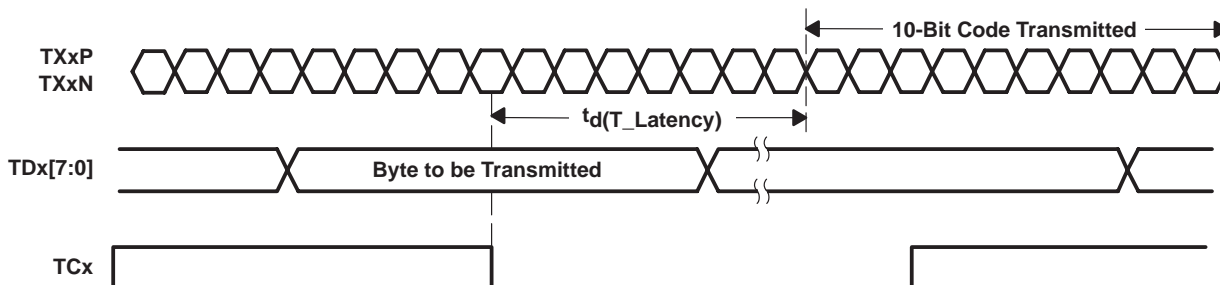 10-Bit Code Transmitted
TXxP
TXxN
td(T_Latency)
TDx[7:0]
Byte to be Transmitted
TCx